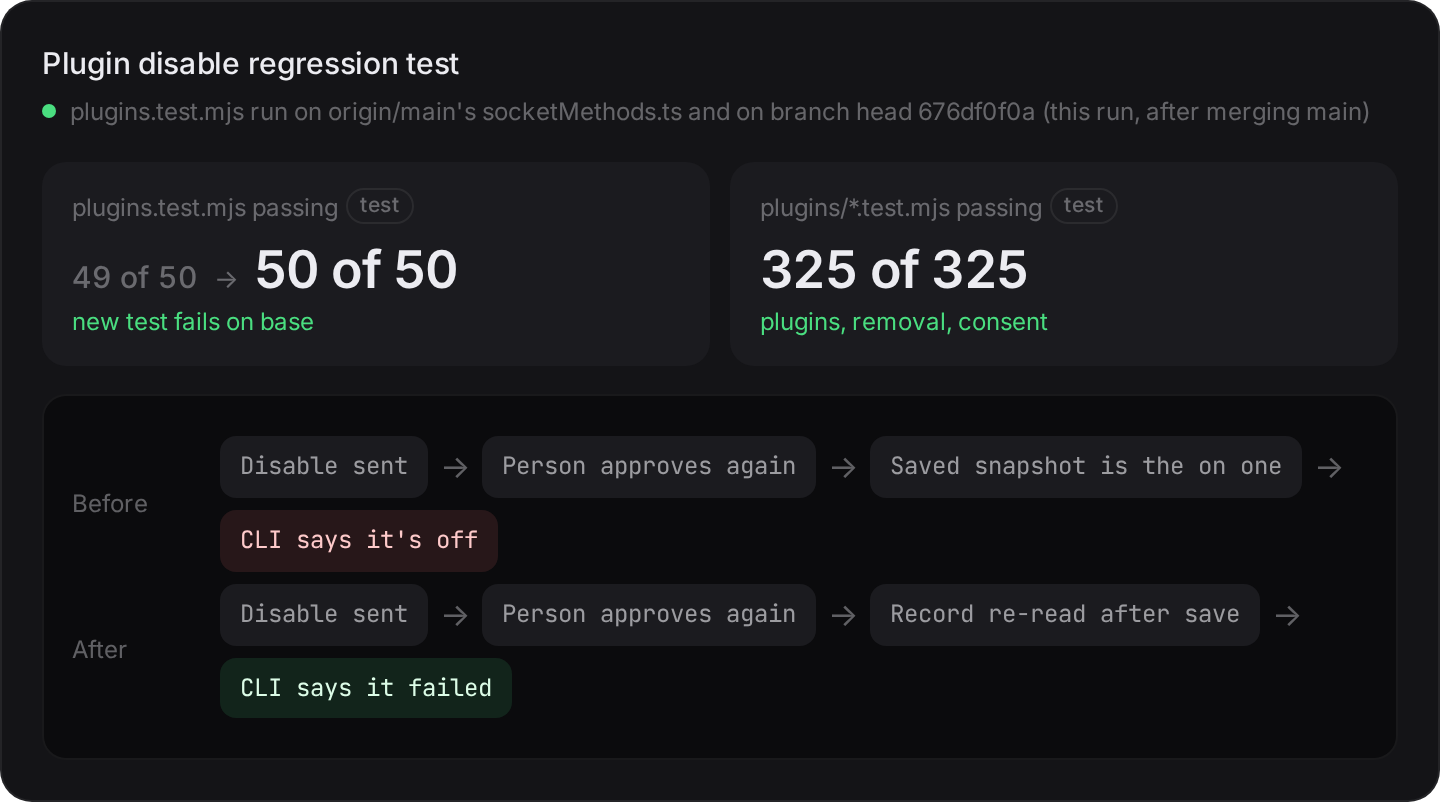 Plugin disable regression test
plugins.test.mjs run on origin/main's socketMethods.ts and on branch head 676df0f0a (this run, after merging main)
plugins.test.mjs passing test
49 of 50 → 50 of 50
new test fails on base
plugins/*.test.mjs passing test
325 of 325
plugins, removal, consent
Before
Disable sent → Person approves again → Saved snapshot is the on one →
CLI says it's off
After
Disable sent → Person approves again → Record re-read after save →
CLI says it failed